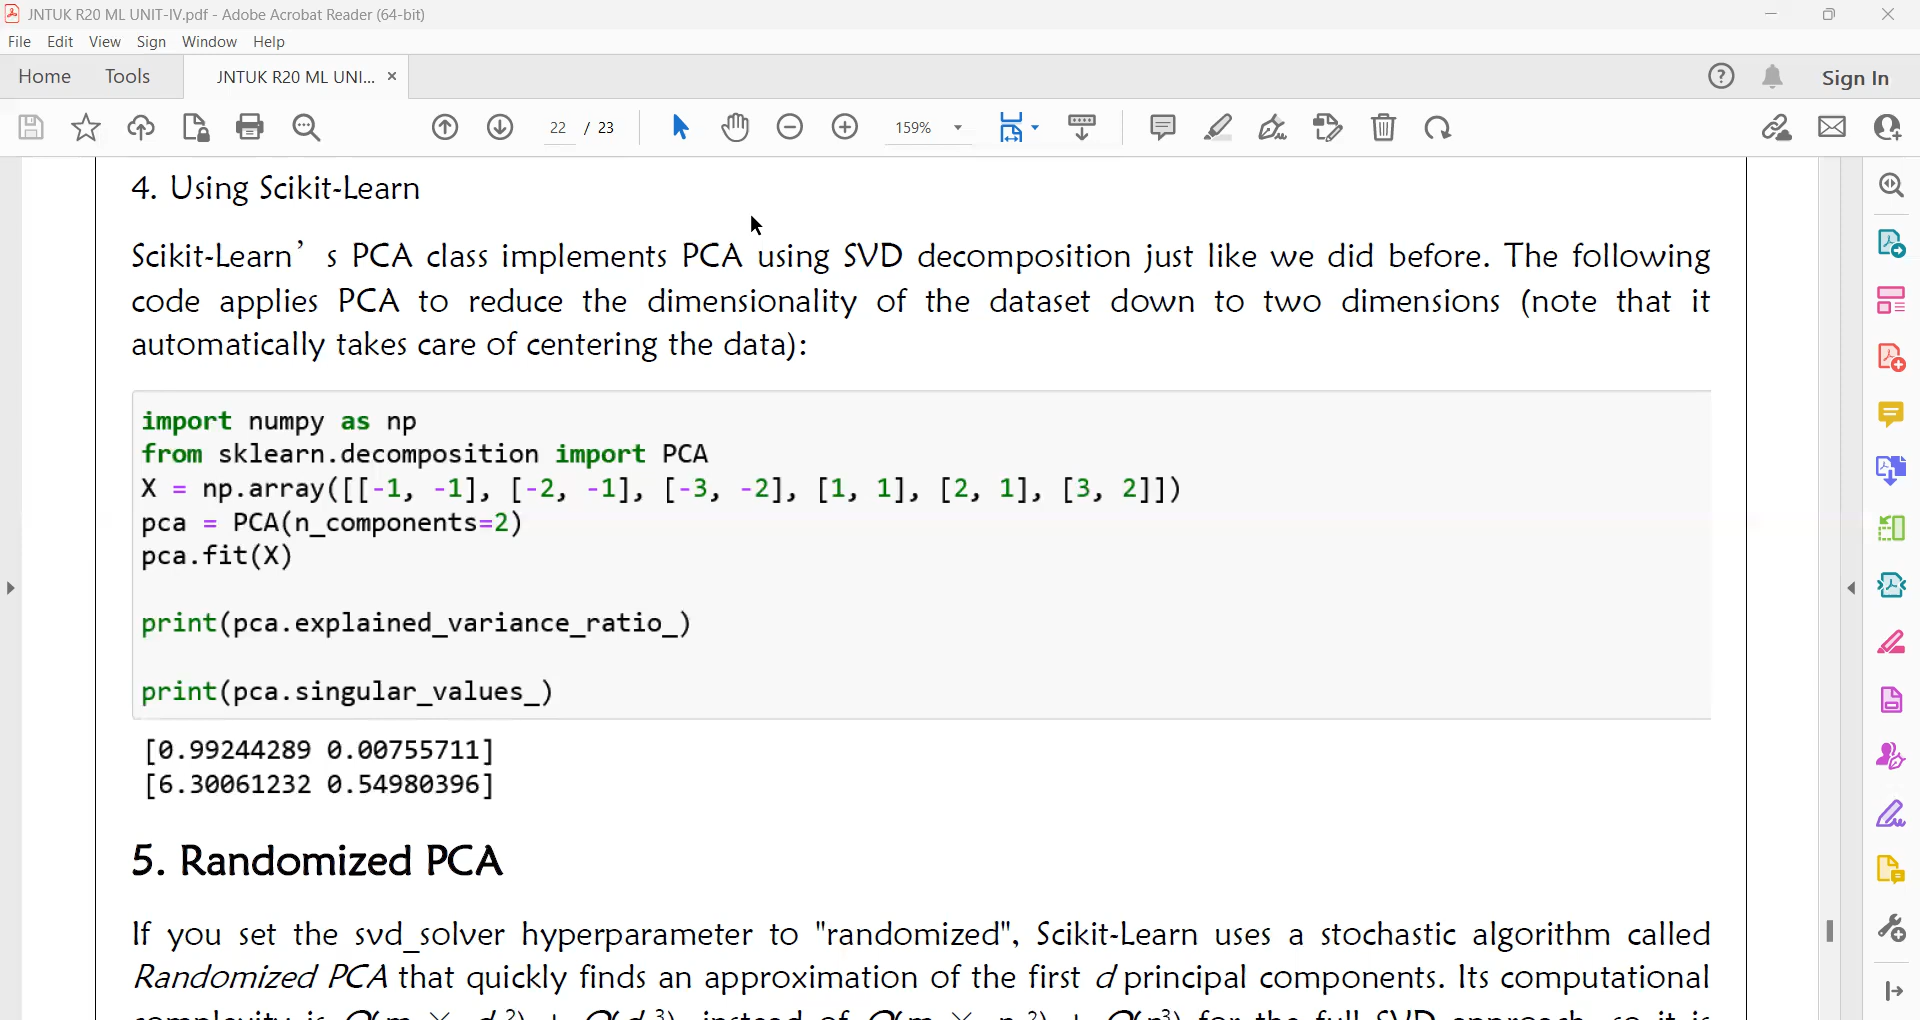 JNTUK R20 ML UNIT-IV.pdf - Adobe Acrobat Reader (64-bit)
File Edit View Sign Window Help
Home Tools JNTUK R20 ML UNI... × Sign In
22 / 23 159%
4. Using Scikit-Learn
Scikit-Learn’ s PCA class implements PCA using SVD decomposition just like we did before. The following
code applies PCA to reduce the dimensionality of the dataset down to two dimensions (note that it
automatically takes care of centering the data):
import numpy as np
from sklearn.decomposition import PCA
X = np.array([[-1, -1], [-2, -1], [-3, -2], [1, 1], [2, 1], [3, 2]])
pca = PCA(n_components=2)
pca.fit(X)
print(pca.explained_variance_ratio_)
print(pca.singular_values_)
[0.99244289 0.00755711]
[6.30061232 0.54980396]
5. Randomized PCA
If you set the svd_solver hyperparameter to "randomized", Scikit-Learn uses a stochastic algorithm called
Randomized PCA that quickly finds an approximation of the first d principal components. Its computational